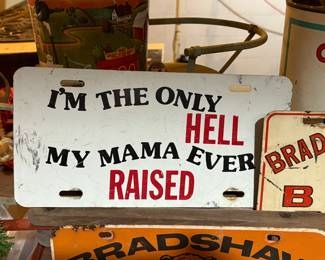 I'M THE ONLY
HELL
MY MAMA EVER
RAISED
BRAD
B
BRADSHAW